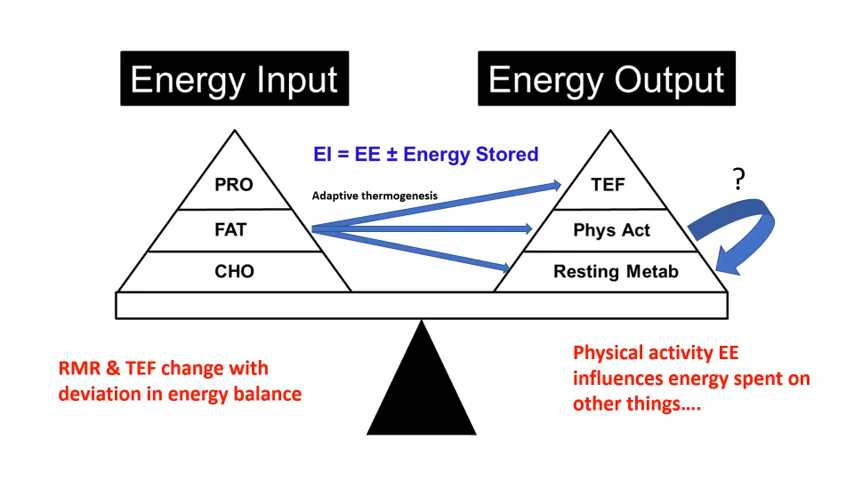 Energy Input
Energy Output
EI = EE ± Energy Stored
Adaptive thermogenesis
PRO
FAT
CHO
TEF
Phys Act
Resting Metab
?
RMR & TEF change with
deviation in energy balance
Physical activity EE
influences energy spent on
other things....